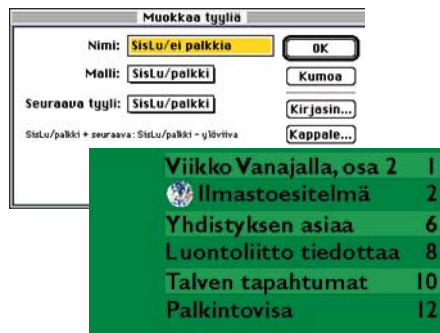 Muokkaa tyyliä
Nimi: SisLu/ei palkkia
OK
Malli: SisLu/palkki
Kumoa
Seuraava tyyli: SisLu/palkki
Kirjasin...
SisLu/palkki + seuraava: SisLu/palkki - ylöviiva
Kappale...
Viikko Vanajalla, osa 2 1
Ilmastoesitelmä 2
Yhdistyksen asiaa 6
Luontoliitto tiedottaa 8
Talven tapahtumat 10
Palkintovisa 12